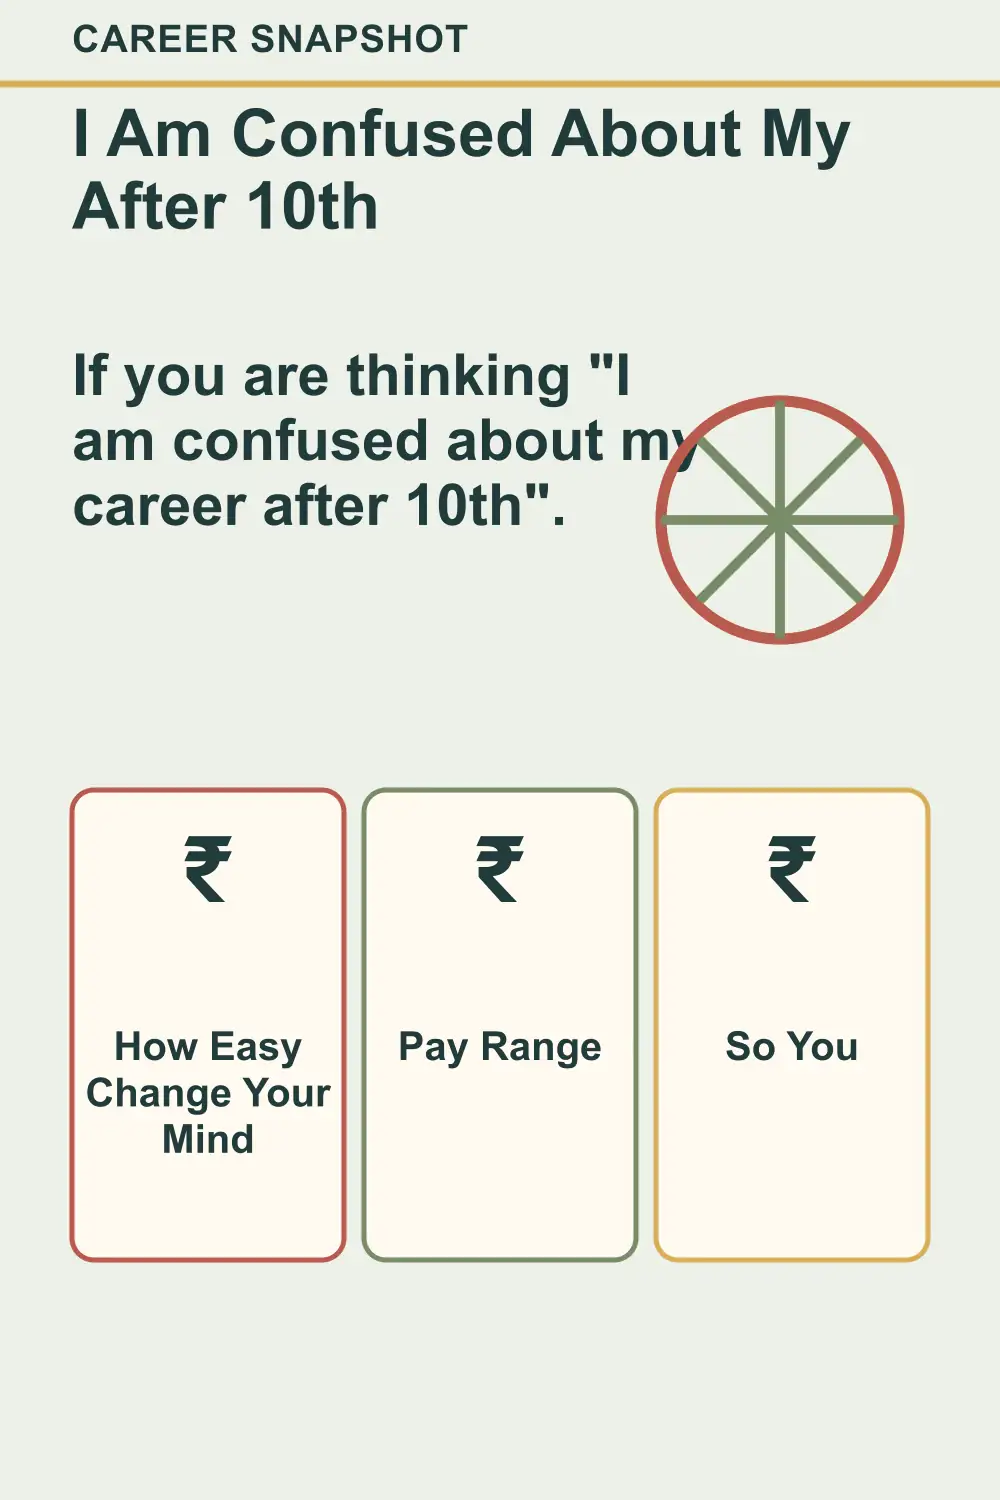 CAREER SNAPSHOT
I Am Confused About My
After 10th
If you are thinking "I
am confused about my
career after 10th".
₹
₹
₹
How Easy
Change Your
Mind
Pay Range
So You